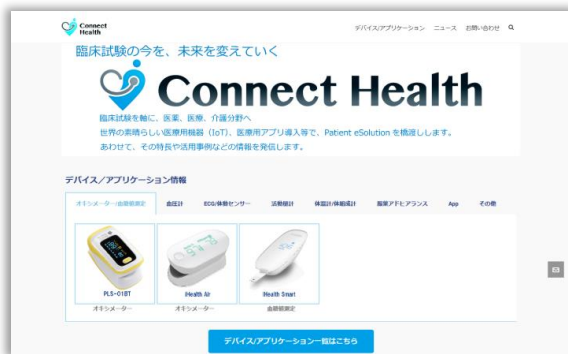 Connect
Health
デバイス/アプリケーション ニュース お問い合わせ
臨床試験の今を、未来を変えていく
Connect Health
臨床試験を軸に、医薬、医療、介護分野へ
世界の素晴らしい医療用機器（IoT）、医療用アプリ導入等で、Patient eSolution を橋渡しします。
あわせて、その特長や活用事例などの情報を発信します。
デバイス／アプリケーション情報
オキシメーター/血糖値測定 血圧計 ECG/体動センサー 活動量計 体温計/体組成計 服薬アドヒアランス App その他
PLS-01BT iHealth Air iHealth Smart
オキシメーター オキシメーター 血糖値測定
デバイス/アプリケーション一覧はこちら